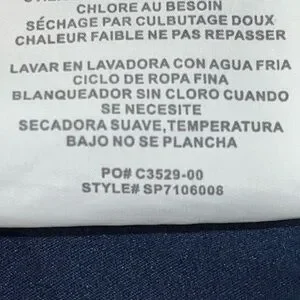 CHLORE AU BESOIN
SÉCHAGE PAR CULBUTAGE DOUX
CHALEUR FAIBLE NE PAS REPASSER
LAVAR EN LAVADORA CON AGUA FRIA
CICLO DE ROPA FINA
BLANQUEADOR SIN CLORO CUANDO
SE NECESITE
SECADORA SUAVE,TEMPERATURA
BAJO NO SE PLANCHA
PO# C3529-00
STYLE# SP7106008